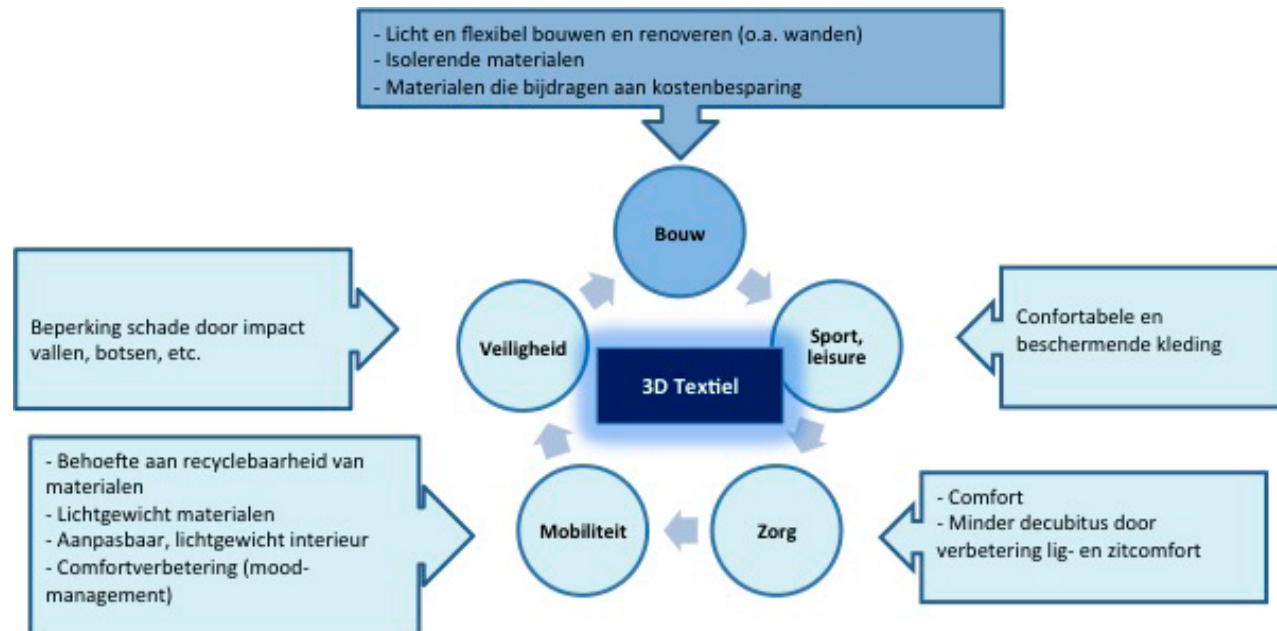 - Licht en flexibel bouwen en renoveren (o.a. wanden)
- Isolerende materialen
- Materialen die bijdragen aan kostenbesparing
Bouw
Beperking schade door impact
vallen, botsen, etc.
Veiligheid
3D Textiel
Sport,
leisure
Confortabele en
beschermende kleding
- Behoefte aan recyclebaarheid van
materialen
- Lichtgewicht materialen
- Aanpasbaar, lichtgewicht interieur
- Comfortverbetering (mood-
management)
Mobiliteit
Zorg
- Comfort
- Minder decubitus door
verbetering lig- en zitcomfort